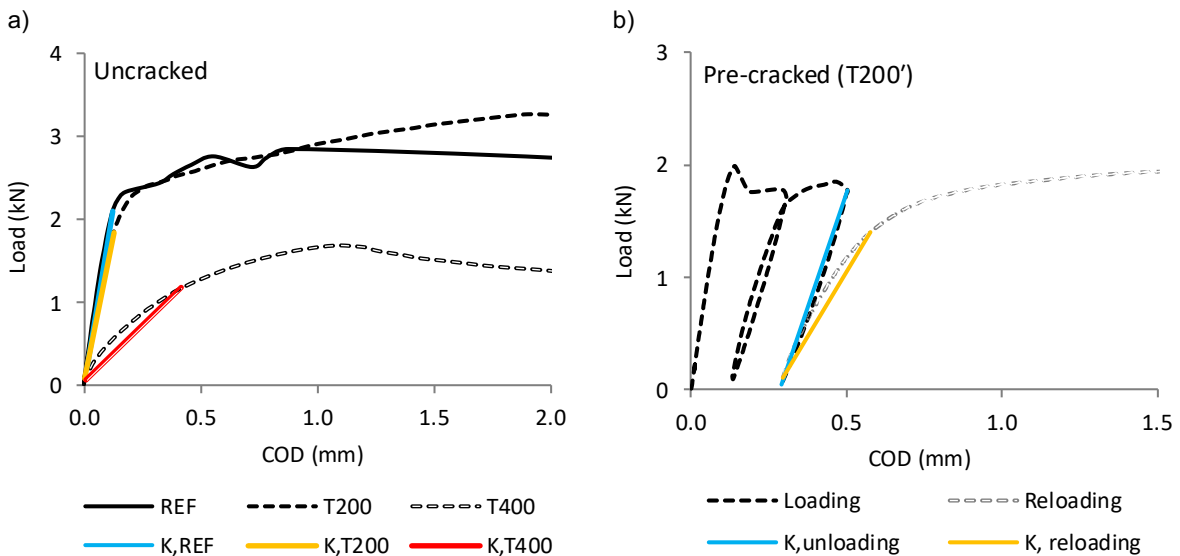 a)
Uncracked
4
3
2
1
0
Load (kN)
0.0 0.5 1.0 1.5 2.0
COD (mm)
REF T200 T400
K,REF K,T200 K,T400
b)
Pre-cracked (T200’)
3
2
1
0
Load (kN)
0.0 0.5 1.0 1.5
COD (mm)
Loading Reloading
K,unloading K, reloading